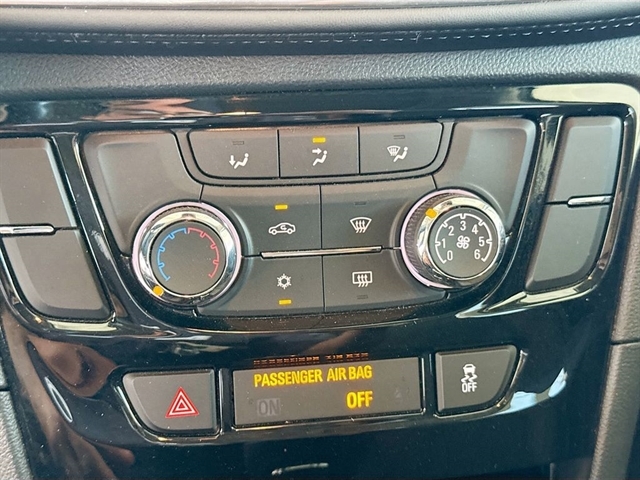 0 1 2 3 4 5 6
PASSENGER AIR BAG
ON OFF
OFF